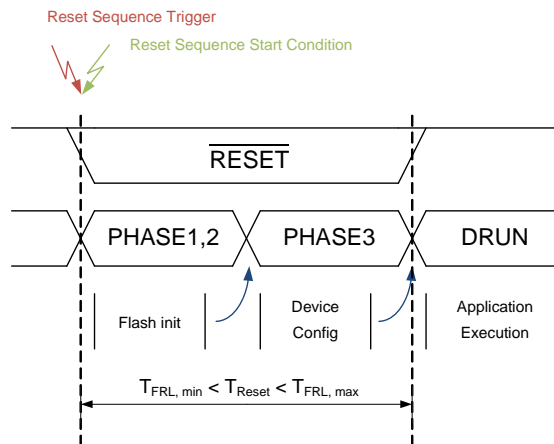 Reset Sequence Trigger
Reset Sequence Start Condition
RESET
PHASE1,2 PHASE3 DRUN
Flash init
Device
Config
Application
Execution
TFRL, min < TReset < TFRL, max